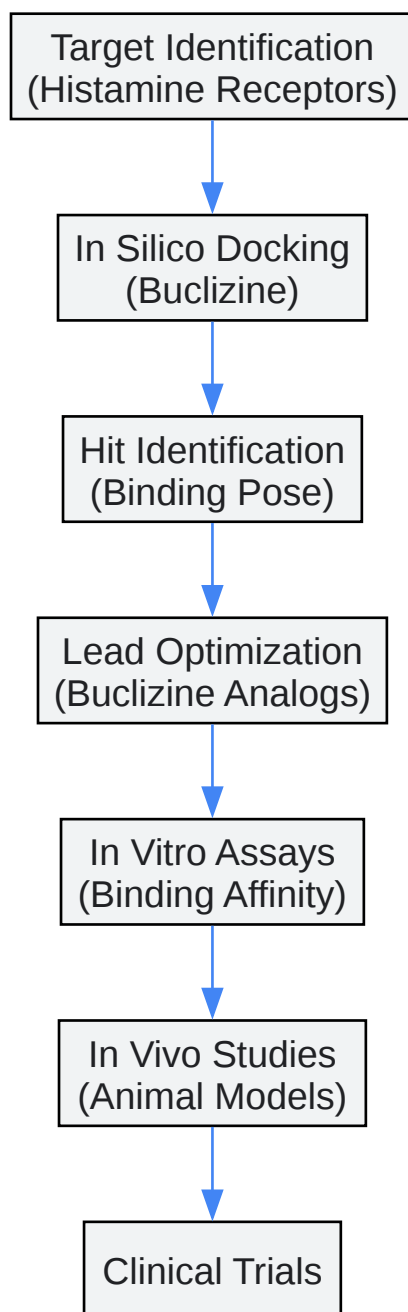 Target Identification
(Histamine Receptors)
In Silico Docking
(Buclizine)
Hit Identification
(Binding Pose)
Lead Optimization
(Buclizine Analogs)
In Vitro Assays
(Binding Affinity)
In Vivo Studies
(Animal Models)
Clinical Trials